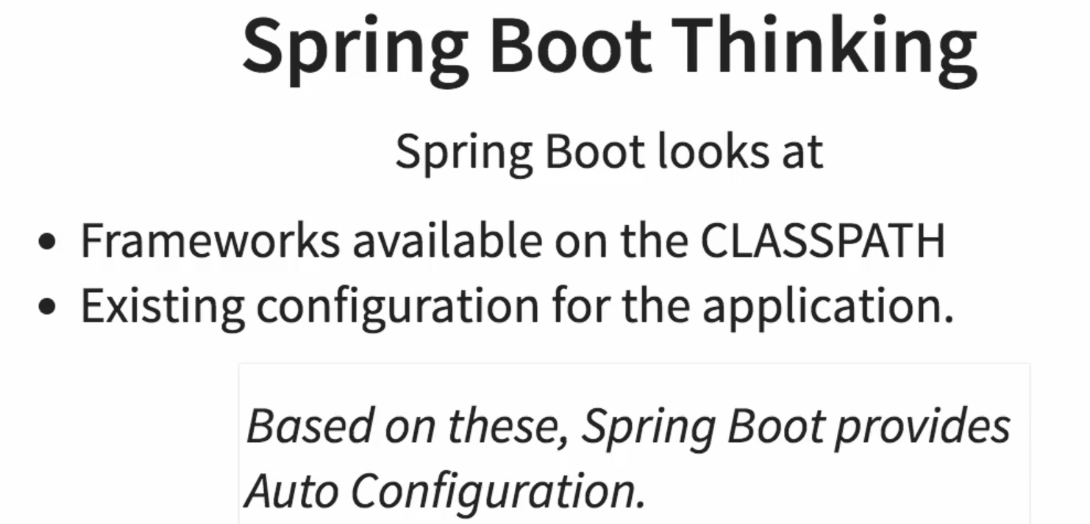 Spring Boot Thinking
Spring Boot looks at
• Frameworks available on the CLASSPATH
• Existing configuration for the application.
Based on these, Spring Boot provides
Auto Configuration.